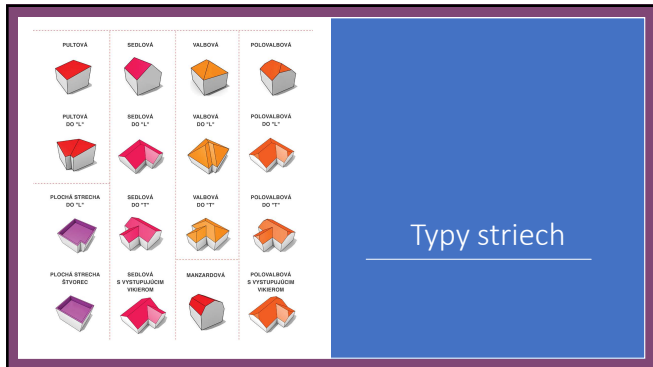 PULTOVÁ
SEDLOVÁ
VALBOVÁ
POLOVALBOVÁ
PULTOVÁ
DO "L"
SEDLOVÁ
DO "L"
VALBOVÁ
DO "L"
POLOVALBOVÁ
DO "L"
PLOCHÁ STRECHA
DO "L"
SEDLOVÁ
DO "T"
VALBOVÁ
DO "T"
POLOVALBOVÁ
DO "T"
PLOCHÁ STRECHA
ŠTVOREC
SEDLOVÁ
S VYSTUPUJÚCIM
VIKIEROM
MANZARDOVÁ
POLOVALBOVÁ
S VYSTUPUJÚCIM
VIKIEROM
Typy striech